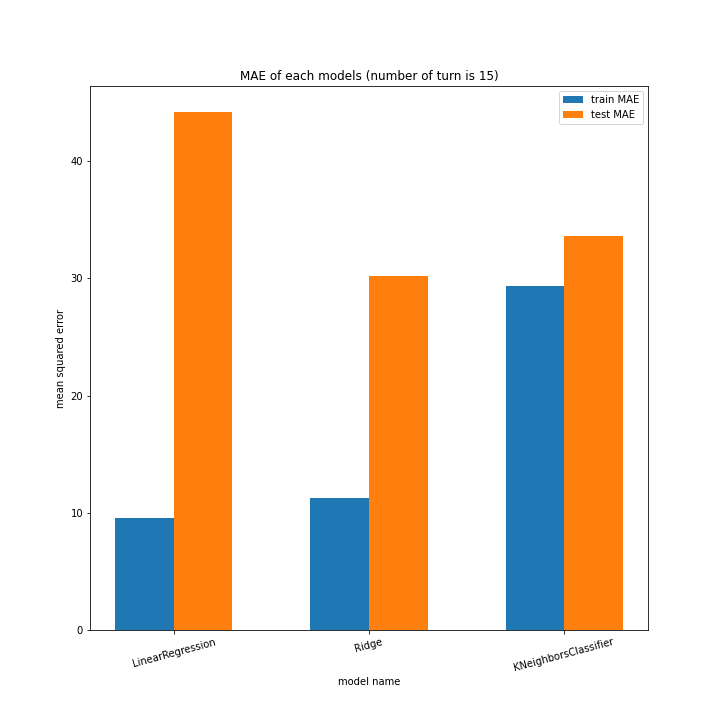 MAE of each models (number of turn is 15)
train MAE
test MAE
mean squared error
40
30
20
10
0
LinearRegression
Ridge
KNeighborsClassifier
model name